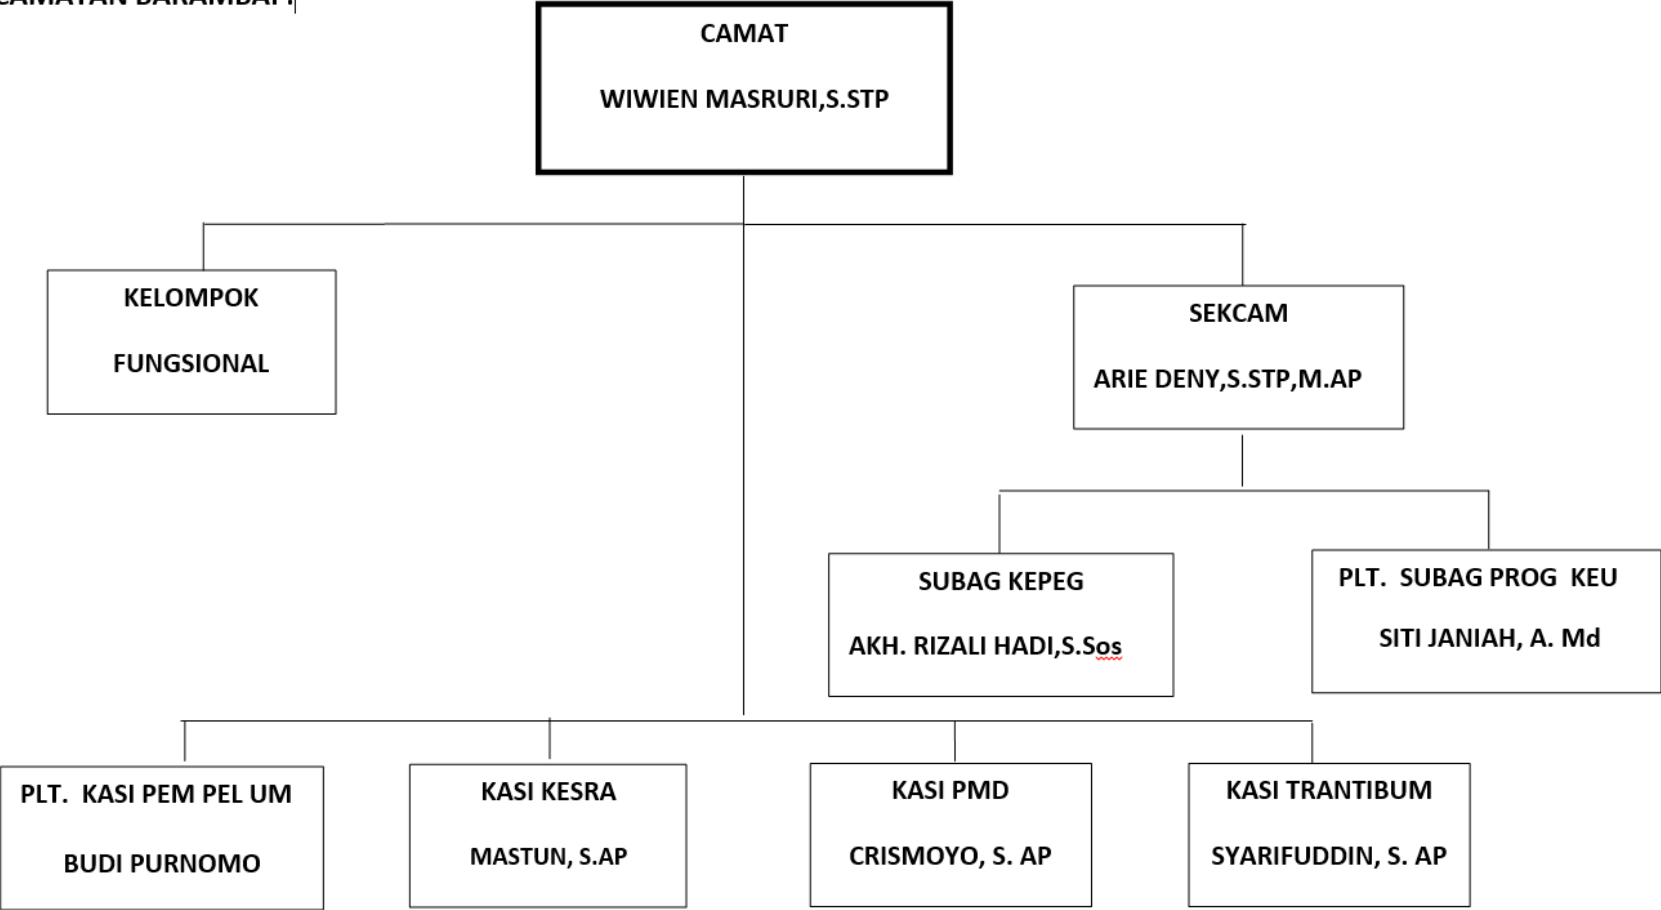 CAMAT
WIWIEN MASRURI,S.STP
KELOMPOK
FUNGSIONAL
SEKCAM
ARIE DENY,S.STP,M.AP
SUBAG KEPEG
AKH. RIZALI HADI,S.Sos
PLT.  SUBAG PROG  KEU
SITI JANIAH, A. Md
PLT.  KASI PEM PEL UM
BUDI PURNOMO
KASI KESRA
MASTUN, S.AP
KASI PMD
CRISMOYO, S. AP
KASI TRANTIBUM
SYARIFUDDIN, S. AP